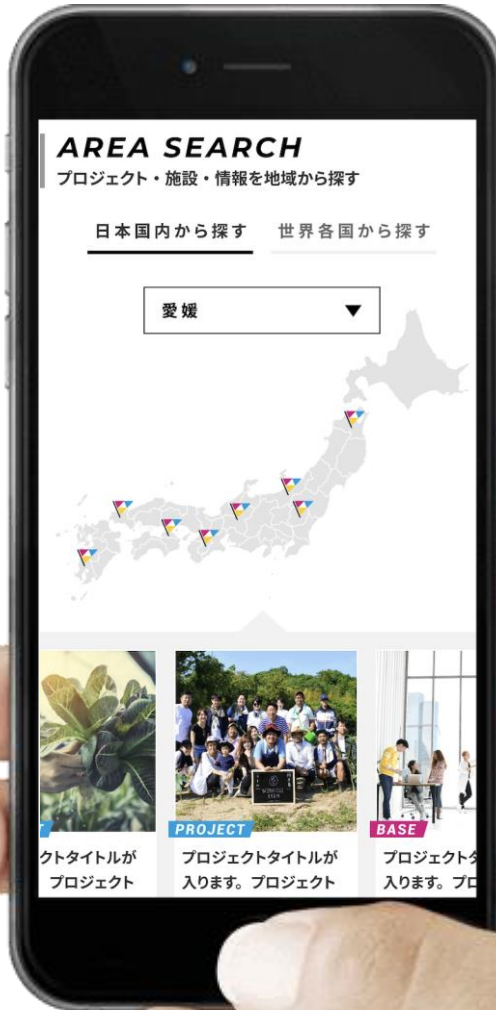 AREA SEARCH
プロジェクト・施設・情報を地域から探す
日本国内から探す 世界各国から探す
愛媛 ▼
PROJECT
BASE
クトタイトルが
プロジェクト
プロジェクトタイトルが
入ります。プロジェクト
プロジェクト
入ります。プロ